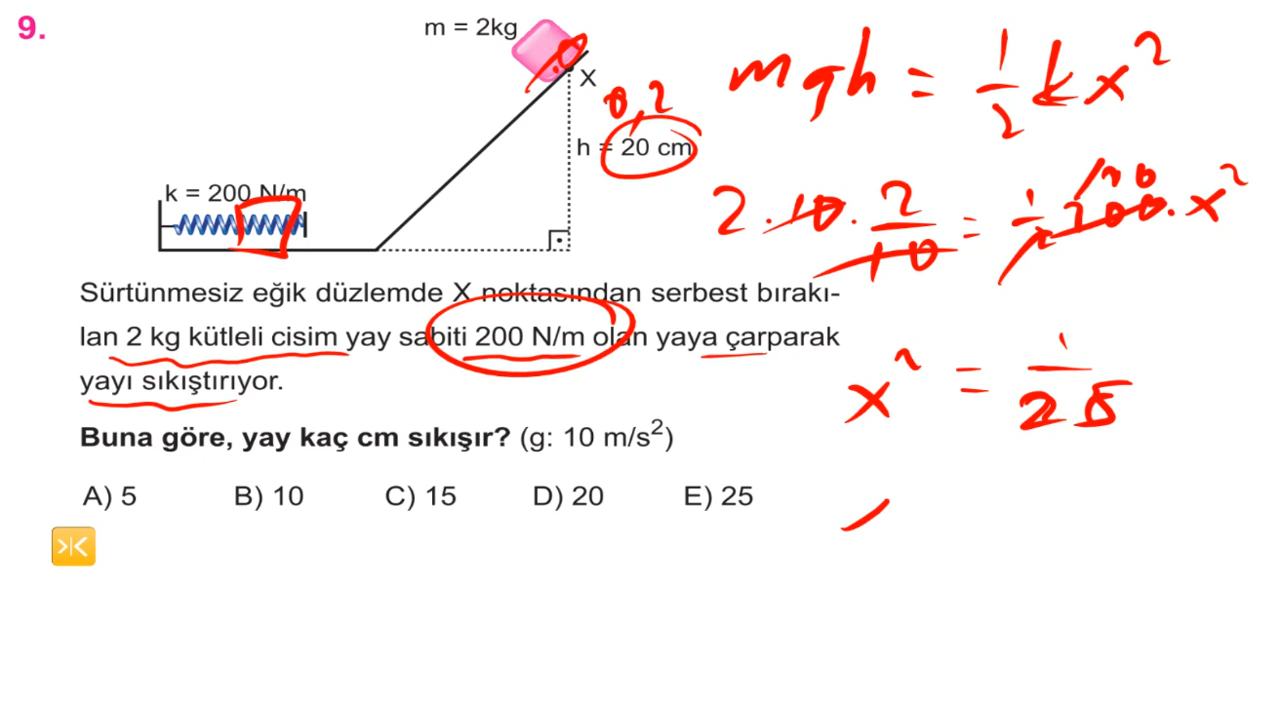 9.
m = 2kg
X
0,2
h = 20 cm
k = 200 N/m
mgh = 1/2 kx²
2 . 10 . 2/10 = 1/2 200 . x²
100
x² = 1/25
Sürtünmesiz eğik düzlemde X noktasından serbest bırakı-
lan 2 kg kütleli cisim yay sabiti 200 N/m olan yaya çarparak
yayı sıkıştırıyor.
Buna göre, yay kaç cm sıkışır? (g: 10 m/s²)
A) 5 B) 10 C) 15 D) 20 E) 25